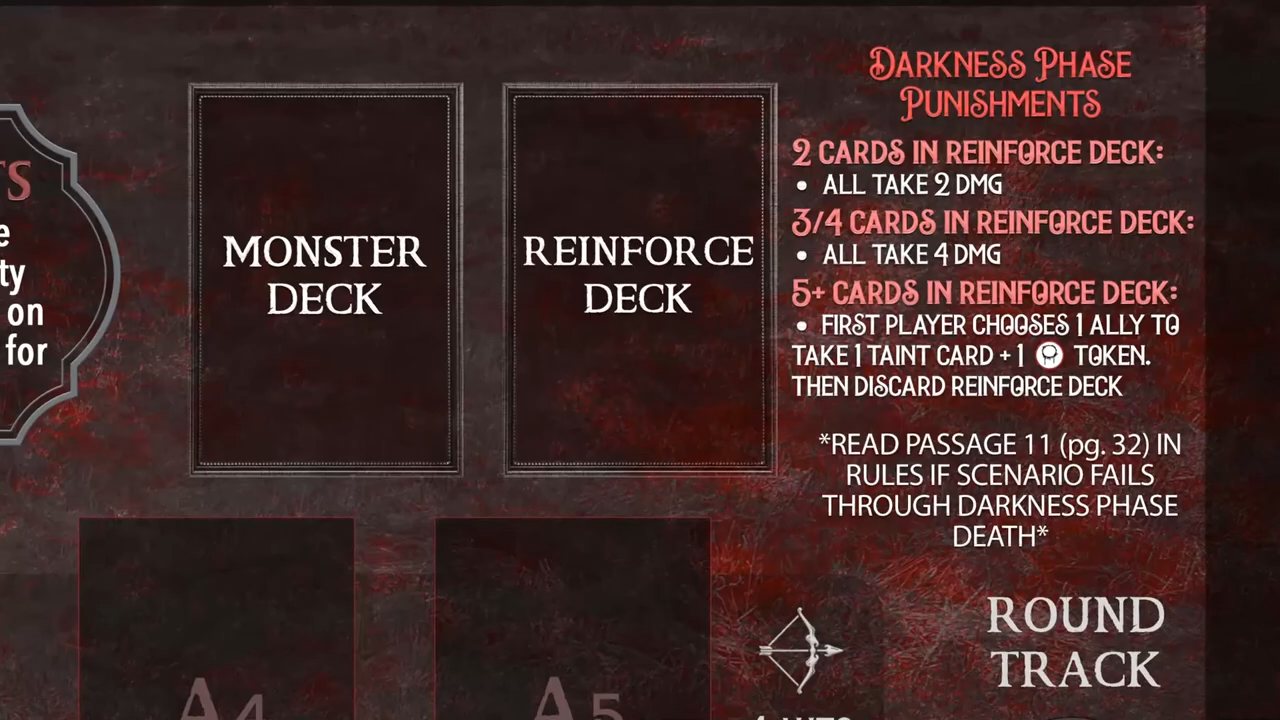 TS
e
ty
on
for
MONSTER
DECK
REINFORCE
DECK
DARKNESS PHASE
PUNISHMENTS
2 CARDS IN REINFORCE DECK:
• ALL TAKE 2 DMG
3/4 CARDS IN REINFORCE DECK:
• ALL TAKE 4 DMG
5+ CARDS IN REINFORCE DECK:
• FIRST PLAYER CHOOSES 1 ALLY TO
TAKE 1 TAINT CARD + 1 TOKEN.
THEN DISCARD REINFORCE DECK
*READ PASSAGE 11 (pg. 32) IN
RULES IF SCENARIO FAILS
THROUGH DARKNESS PHASE
DEATH*
A4
A5
ROUND
TRACK